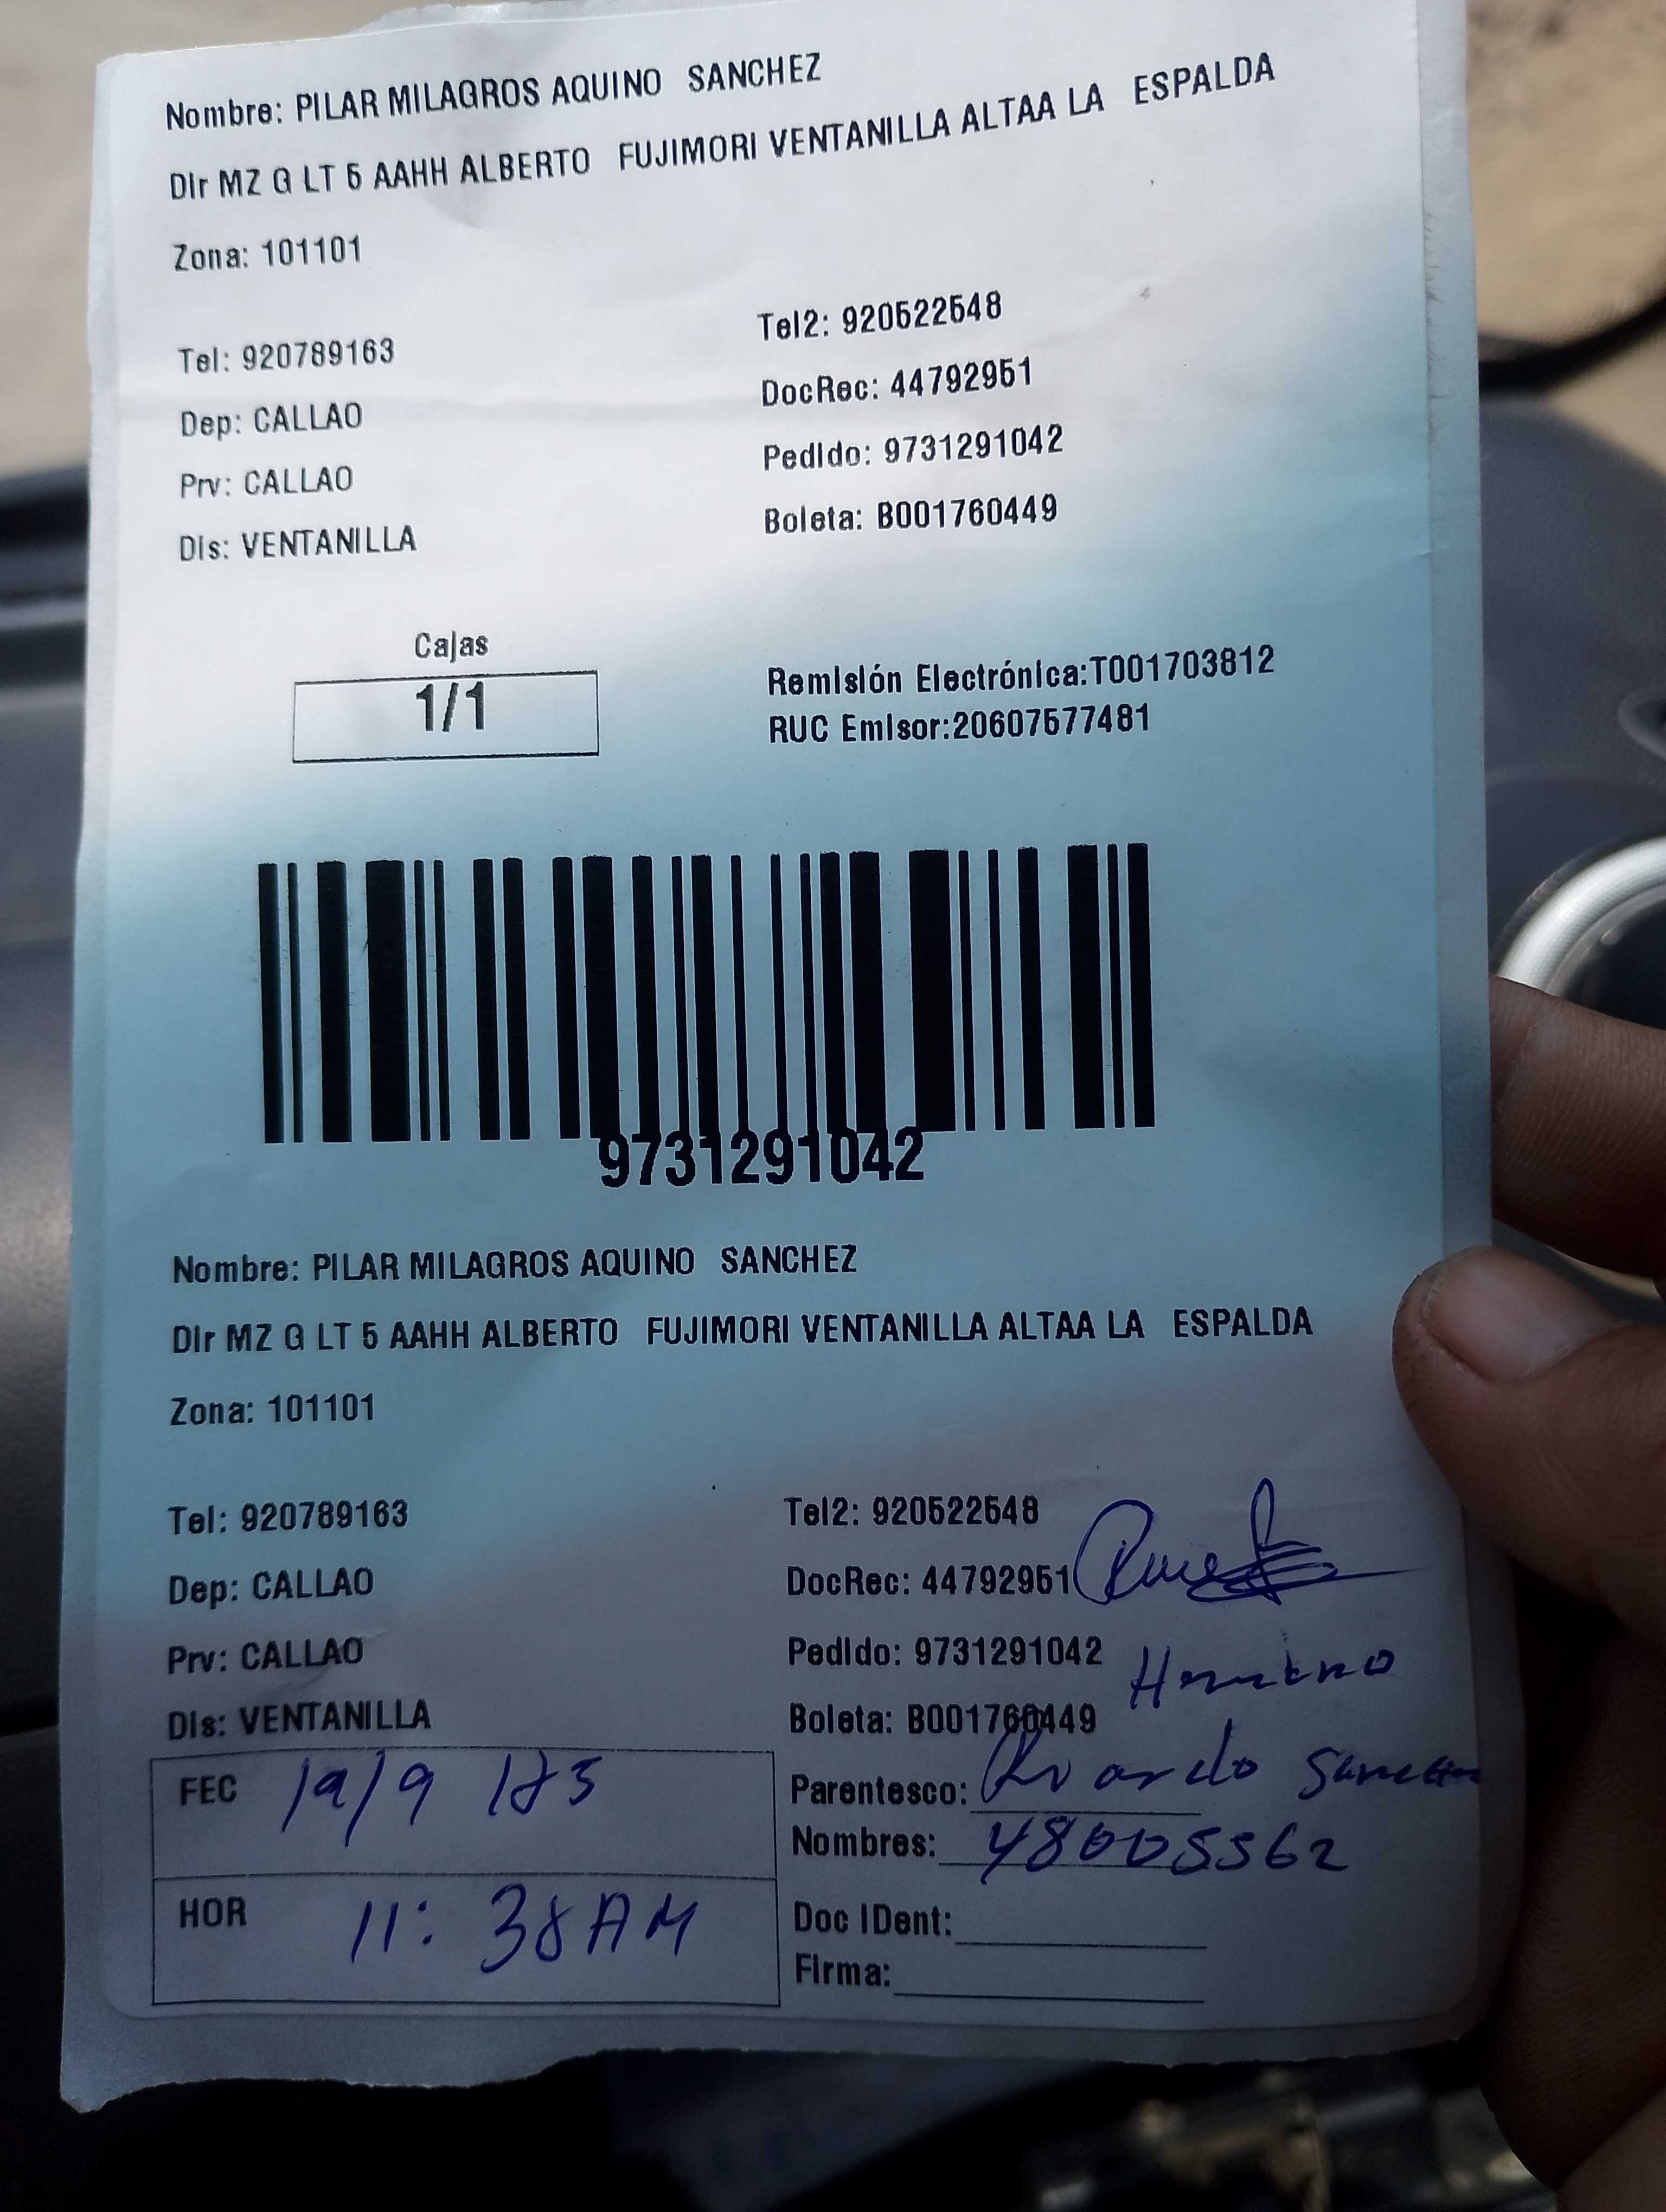 Nombre: PILAR MILAGROS AQUINO SANCHEZ
Dir MZ G LT 5 AAHH ALBERTO FUJIMORI VENTANILLA ALTAA LA ESPALDA
Zona: 101101
Tel: 920789163
Tel2: 920522548
Dep: CALLAO
DocRec: 44792951
Prv: CALLAO
Pedido: 9731291042
Dis: VENTANILLA
Boleta: B001760449
Cajas
1/1
Remisión Electrónica:T001703812
RUC Emisor:20607577481
9731291042
Nombre: PILAR MILAGROS AQUINO SANCHEZ
Dir MZ G LT 5 AAHH ALBERTO FUJIMORI VENTANILLA ALTAA LA ESPALDA
Zona: 101101
Tel: 920789163
Tel2: 920522548
Dep: CALLAO
DocRec: 44792951
Prv: CALLAO
Pedido: 9731291042
Dis: VENTANILLA
Boleta: B001760449
FEC 19/9
Parentesco:
Nombres: 48005562
HOR 11:38AM
Doc IDent:
Firma: